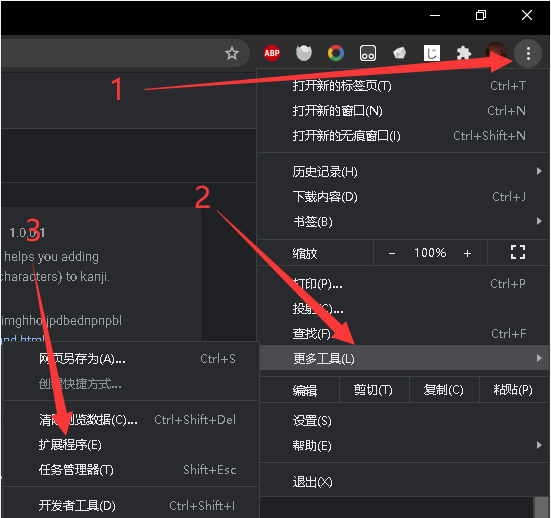 ABP
1
打开新的标签页(T) Ctrl+T
打开新的窗口(N) Ctrl+N
打开新的无痕窗口(I) Ctrl+Shift+N
历史记录(H)
下载内容(D) Ctrl+J
书签(B)
2
缩放 - 100% +
3
1.0.0.1
helps you adding
characters) to kanji.
打印(P)... Ctrl+P
投射(C)...
查找(F)... Ctrl+F
更多工具(L)
编辑 剪切(T) 复制(C) 粘贴(P)
设置(S)
帮助(E)
退出(X)
网页另存为(A)... Ctrl+S
创建快捷方式...
清除浏览数据(C)... Ctrl+Shift+Del
扩展程序(E)
任务管理器(T) Shift+Esc
开发者工具(D) Ctrl+Shift+I